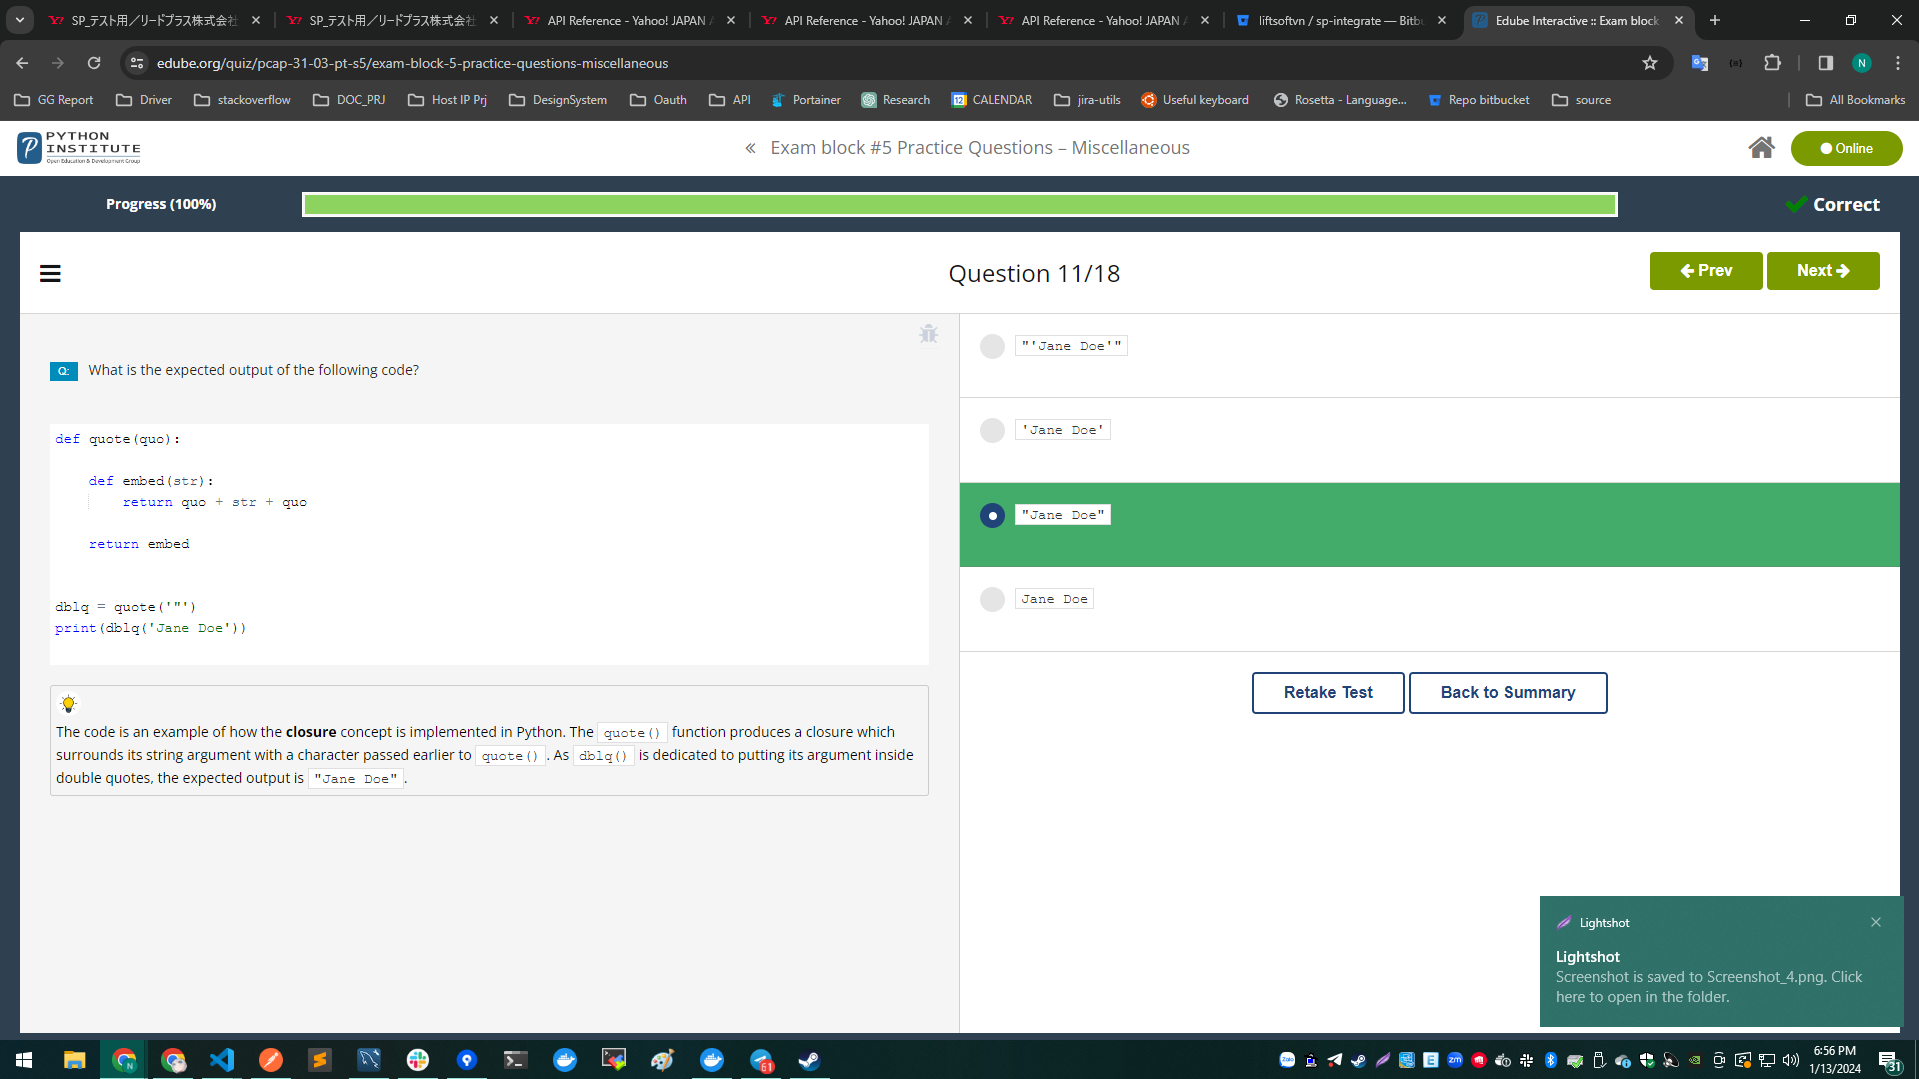 SP_テスト用／リードプラス株式会社
SP_テスト用／リードプラス株式会社
API Reference - Yahoo! JAPAN
API Reference - Yahoo! JAPAN
API Reference - Yahoo! JAPAN
liftsoftvn / sp-integrate — Bitbu
Edube Interactive :: Exam block
edube.org/quiz/pcap-31-03-pt-s5/exam-block-5-practice-questions-miscellaneous
N
GG Report
Driver
stackoverflow
DOC_PRJ
Host IP Prj
DesignSystem
Oauth
API
Portainer
Research
CALENDAR
jira-utils
Useful keyboard
Rosetta - Language...
Repo bitbucket
source
All Bookmarks
PYTHON
INSTITUTE
Open Education & Development Group
« Exam block #5 Practice Questions – Miscellaneous
Online
Progress (100%)
Correct
Question 11/18
Prev
Next
Q: What is the expected output of the following code?
def quote(quo):
def embed(str):
return quo + str + quo
return embed
dblq = quote('"')
print(dblq('Jane Doe'))
The code is an example of how the closure concept is implemented in Python. The quote() function produces a closure which
surrounds its string argument with a character passed earlier to quote() . As dblq() is dedicated to putting its argument inside
double quotes, the expected output is "Jane Doe" .
"'Jane Doe'"
'Jane Doe'
"Jane Doe"
Jane Doe
Retake Test
Back to Summary
Lightshot
Lightshot
Screenshot is saved to Screenshot_4.png. Click
here to open in the folder.
61
6:56 PM
1/13/2024
31